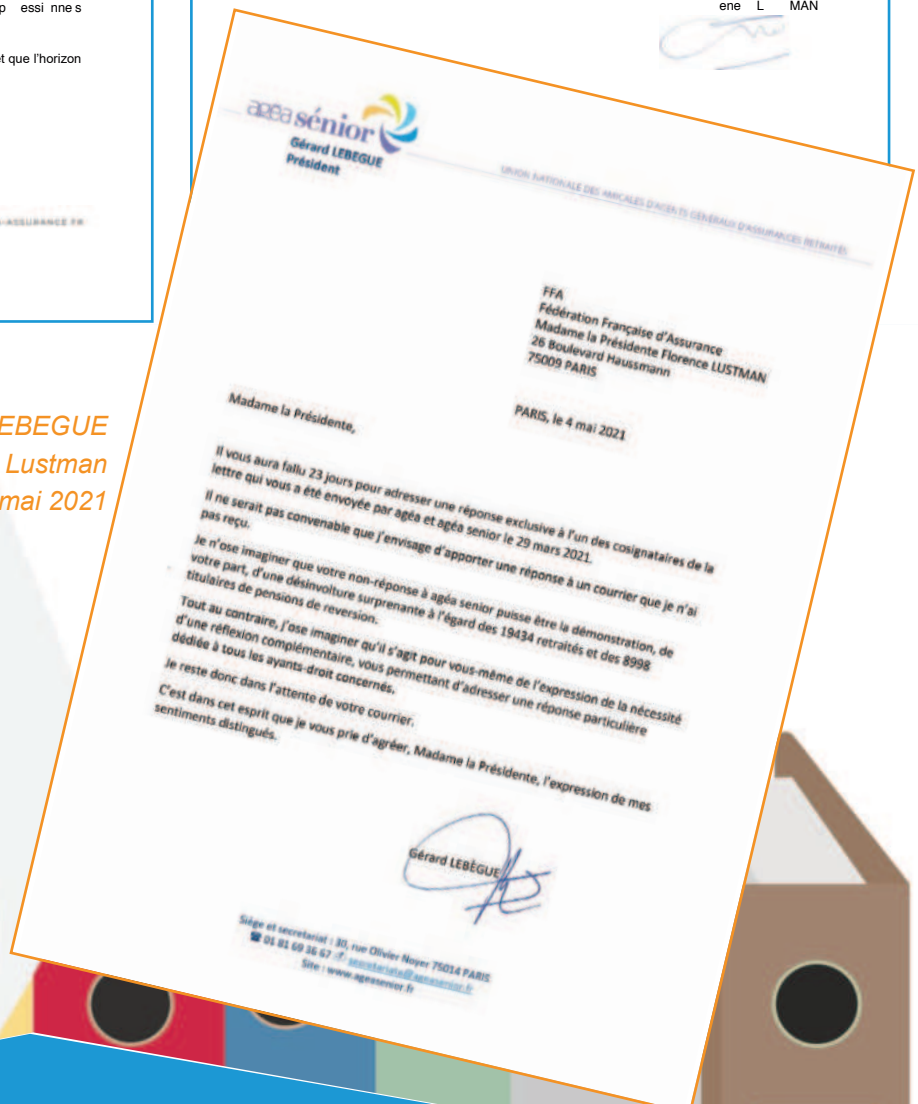 p essi nne s
et que l'horizon
-ASSURANCE.FR
ene L MAN
EBEGUE
Lustman
mai 2021
agéa sénior
Gérard LEBEGUE
Président
UNION NATIONALE DES AMICALES D'AGENTS GÉNÉRAUX D'ASSURANCES RETRAITÉS
FFA
Fédération Française d'Assurance
Madame la Présidente Florence LUSTMAN
26 Boulevard Haussmann
75009 PARIS
PARIS, le 4 mai 2021
Madame la Présidente,
Il vous aura fallu 23 jours pour adresser une réponse exclusive à l'un des cosignataires de la
lettre qui vous a été envoyée par agéa et agéa senior le 29 mars 2021.
Il ne serait pas convenable que j'envisage d'apporter une réponse à un courrier que je n'ai
pas reçu.
Je n'ose imaginer que votre non-réponse à agéa senior puisse être la démonstration, de
votre part, d'une désinvolture surprenante à l'égard des 19434 retraités et des 8998
titulaires de pensions de reversion.
Tout au contraire, j'ose imaginer qu'il s'agit pour vous-même de l'expression de la nécessité
d'une réflexion complémentaire, vous permettant d'adresser une réponse particulière
dédiée à tous les ayants-droit concernés.
Je reste donc dans l'attente de votre courrier.
C'est dans cet esprit que je vous prie d'agréer, Madame la Présidente, l'expression de mes
sentiments distingués.
Gérard LEBÈGUE
Siège et secretariat : 30, rue Olivier Noyer 75014 PARIS
☎ 01 81 69 36 67
Site : www.ageasenior.fr